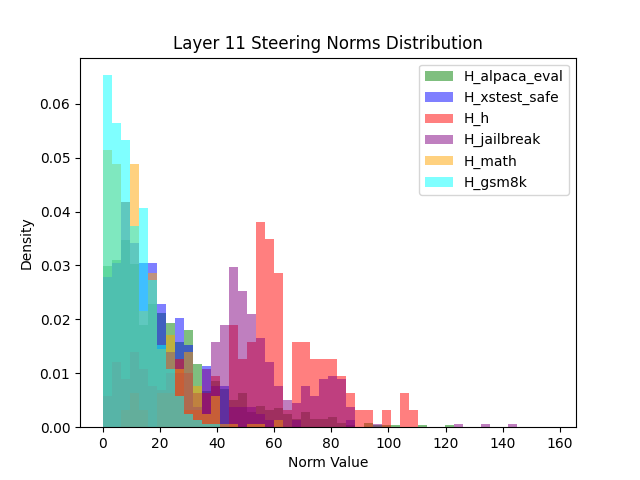 Layer 11 Steering Norms Distribution
H_alpaca_eval
H_xstest_safe
H_h
H_jailbreak
H_math
H_gsm8k
Density
0.06
0.05
0.04
0.03
0.02
0.01
0.00
0 20 40 60 80 100 120 140 160
Norm Value